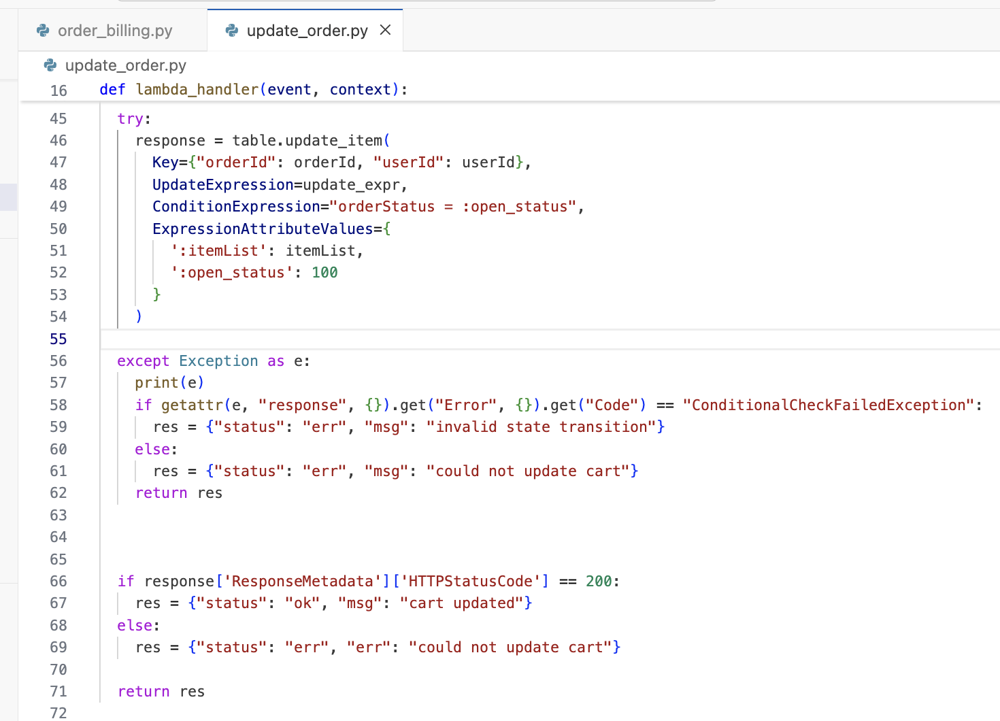 order_billing.py
update_order.py
update_order.py
16 def lambda_handler(event, context):
45 try:
46 response = table.update_item(
47 Key={"orderId": orderId, "userId": userId},
48 UpdateExpression=update_expr,
49 ConditionExpression="orderStatus = :open_status",
50 ExpressionAttributeValues={
51 ':itemList': itemList,
52 ':open_status': 100
53 }
54 )
55
56 except Exception as e:
57 print(e)
58 if getattr(e, "response", {}).get("Error", {}).get("Code") == "ConditionalCheckFailedException":
59 res = {"status": "err", "msg": "invalid state transition"}
60 else:
61 res = {"status": "err", "msg": "could not update cart"}
62 return res
63
64
65
66 if response['ResponseMetadata']['HTTPStatusCode'] == 200:
67 res = {"status": "ok", "msg": "cart updated"}
68 else:
69 res = {"status": "err", "err": "could not update cart"}
70
71 return res
72